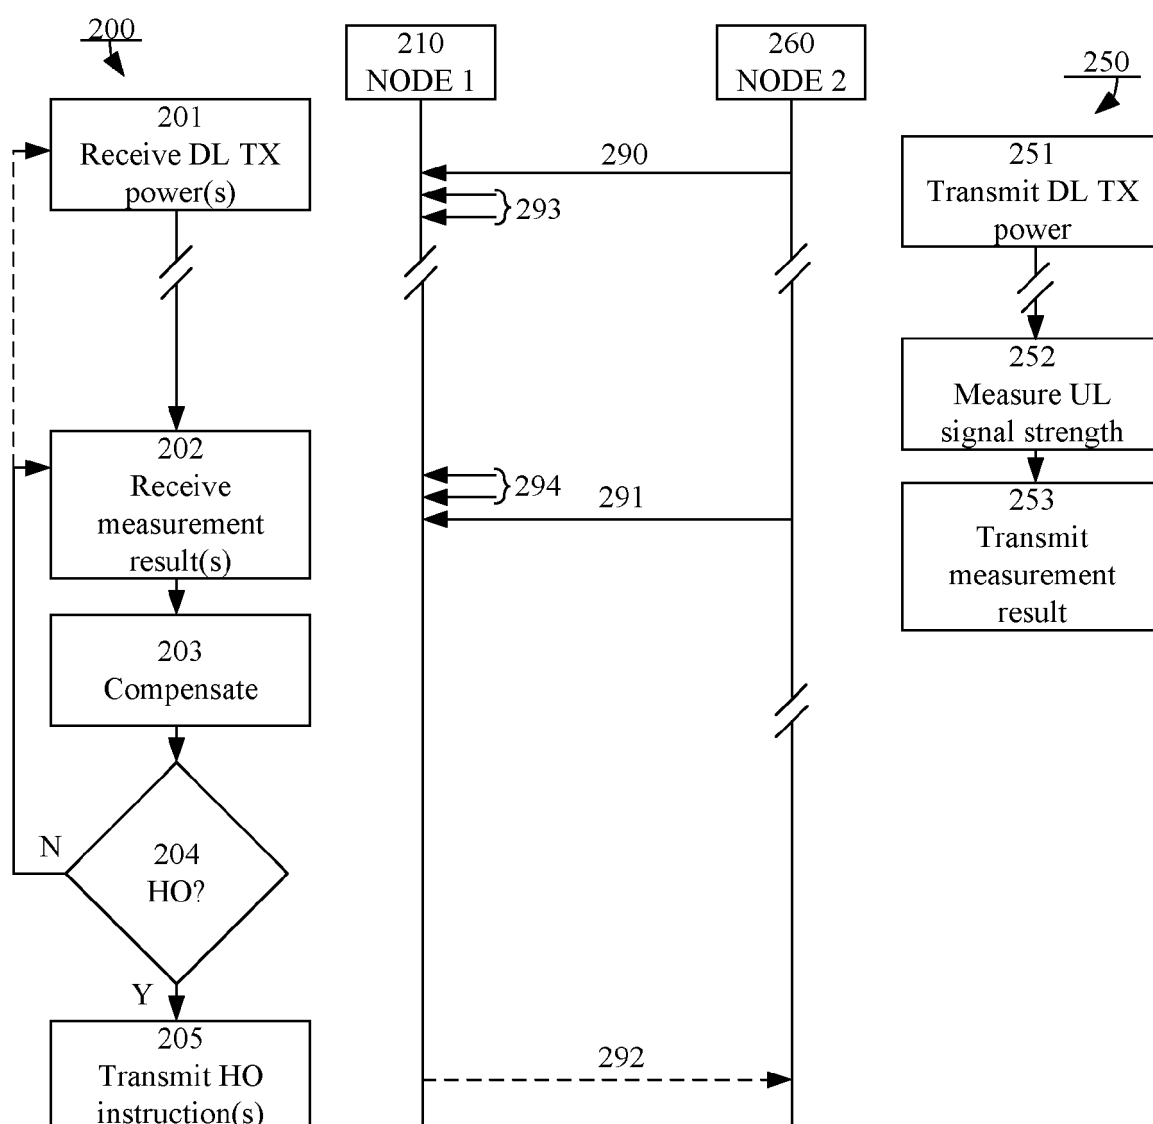 200
201
Receive DL TX
power(s)
202
Receive
measurement
result(s)
203
Compensate
204
HO?
N
Y
205
Transmit HO
instruction(s)
210
NODE 1
260
NODE 2
290
293
294
291
292
250
251
Transmit DL TX
power
252
Measure UL
signal strength
253
Transmit
measurement
result